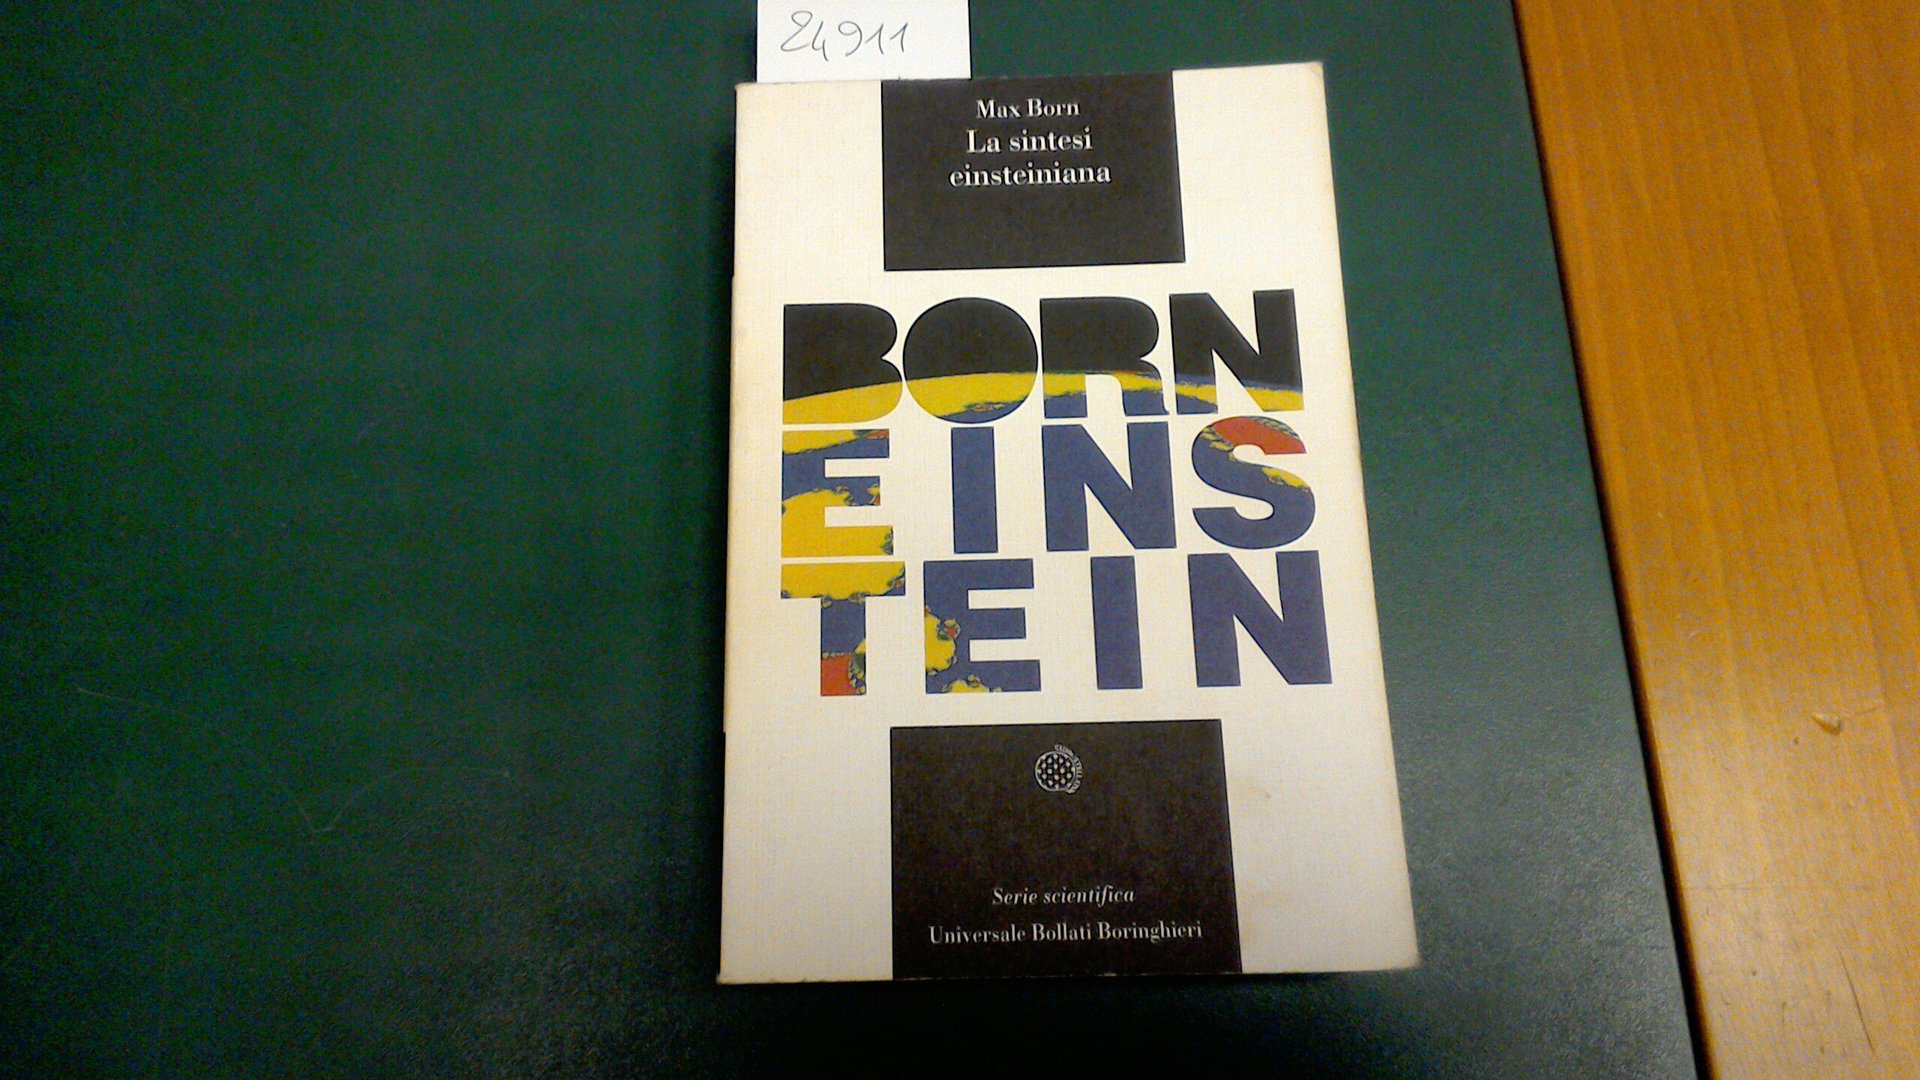 24911
Max Born
La sintesi
einsteiniana
BORN
EINS
TEIN
Serie scientifica
Universale Bollati Boringhieri